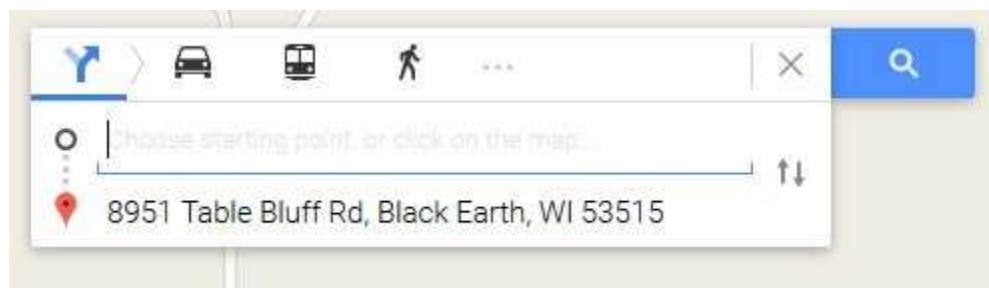 Choose starting point, or click on the map...
8951 Table Bluff Rd, Black Earth, WI 53515